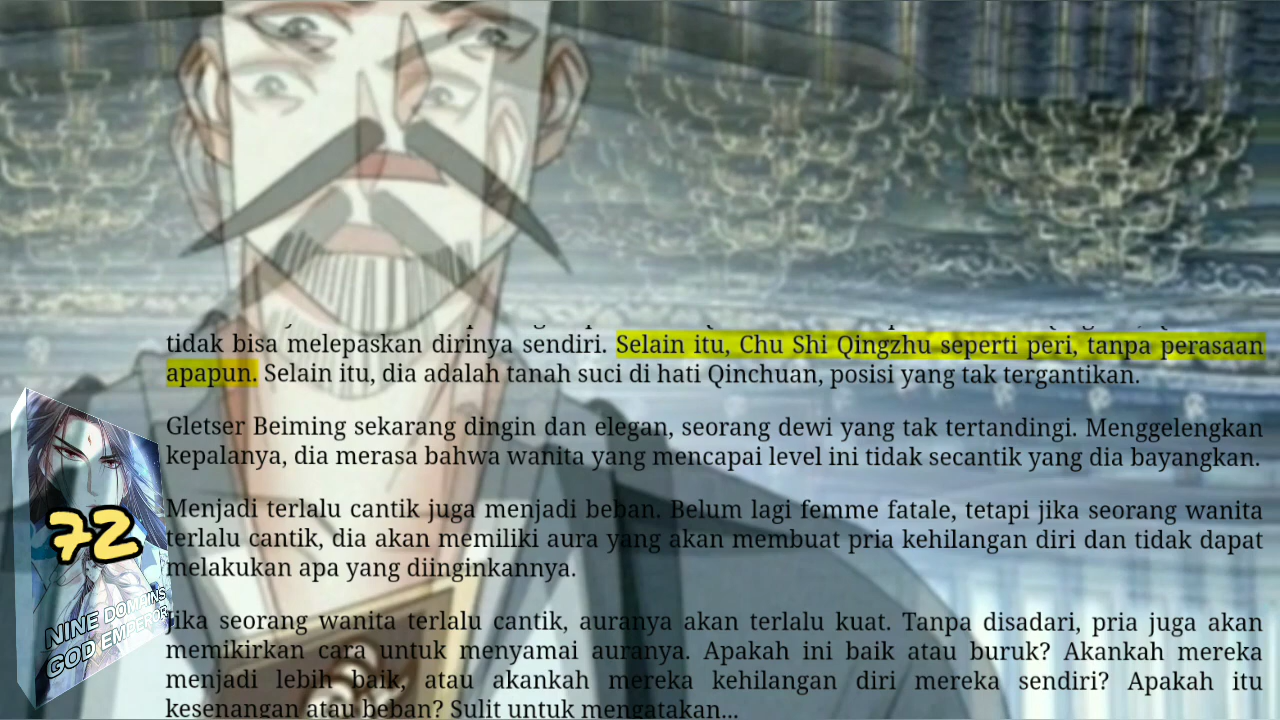 tidak bisa melepaskan dirinya sendiri. Selain itu, Chu Shi Qingzhu seperti peri, tanpa perasaan
apapun. Selain itu, dia adalah tanah suci di hati Qinchuan, posisi yang tak tergantikan.
Gletser Beiming sekarang dingin dan elegan, seorang dewi yang tak tertandingi. Menggelengkan
kepalanya, dia merasa bahwa wanita yang mencapai level ini tidak secantik yang dia bayangkan.
Menjadi terlalu cantik juga menjadi beban. Belum lagi femme fatale, tetapi jika seorang wanita
terlalu cantik, dia akan memiliki aura yang akan membuat pria kehilangan diri dan tidak dapat
melakukan apa yang diinginkannya.
Jika seorang wanita terlalu cantik, auranya akan terlalu kuat. Tanpa disadari, pria juga akan
memikirkan cara untuk menyamai auranya. Apakah ini baik atau buruk? Akankah mereka
menjadi lebih baik, atau akankah mereka kehilangan diri mereka sendiri? Apakah itu
kesenangan atau beban? Sulit untuk mengatakan...
72
NINE DOMAINS
GOD EMPEROR